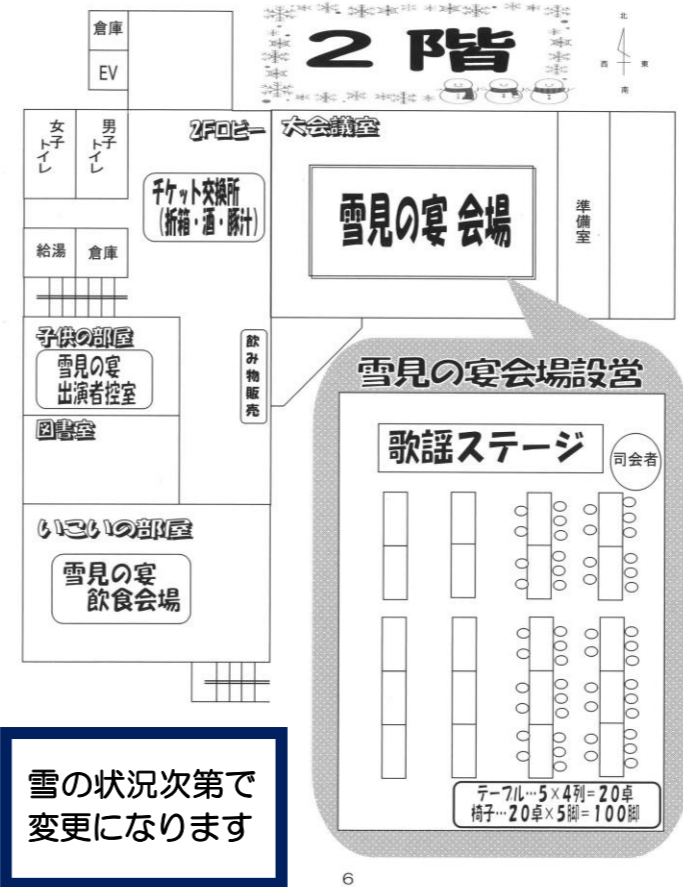 倉庫
EV
2階
北
西
東
南
女子トイレ
男子トイレ
2Fロビー
大会議室
チケット交換所
（折箱・酒・豚汁）
雪見の宴 会場
準備室
給湯
倉庫
子供の部屋
雪見の宴
出演者控室
飲み物販売
図書室
いこいの部屋
雪見の宴
飲食会場
雪見の宴会場設営
歌謡ステージ
司会者
テーブル…5×4列=20卓
椅子…20卓×5脚=100脚
雪の状況次第で
変更になります
6